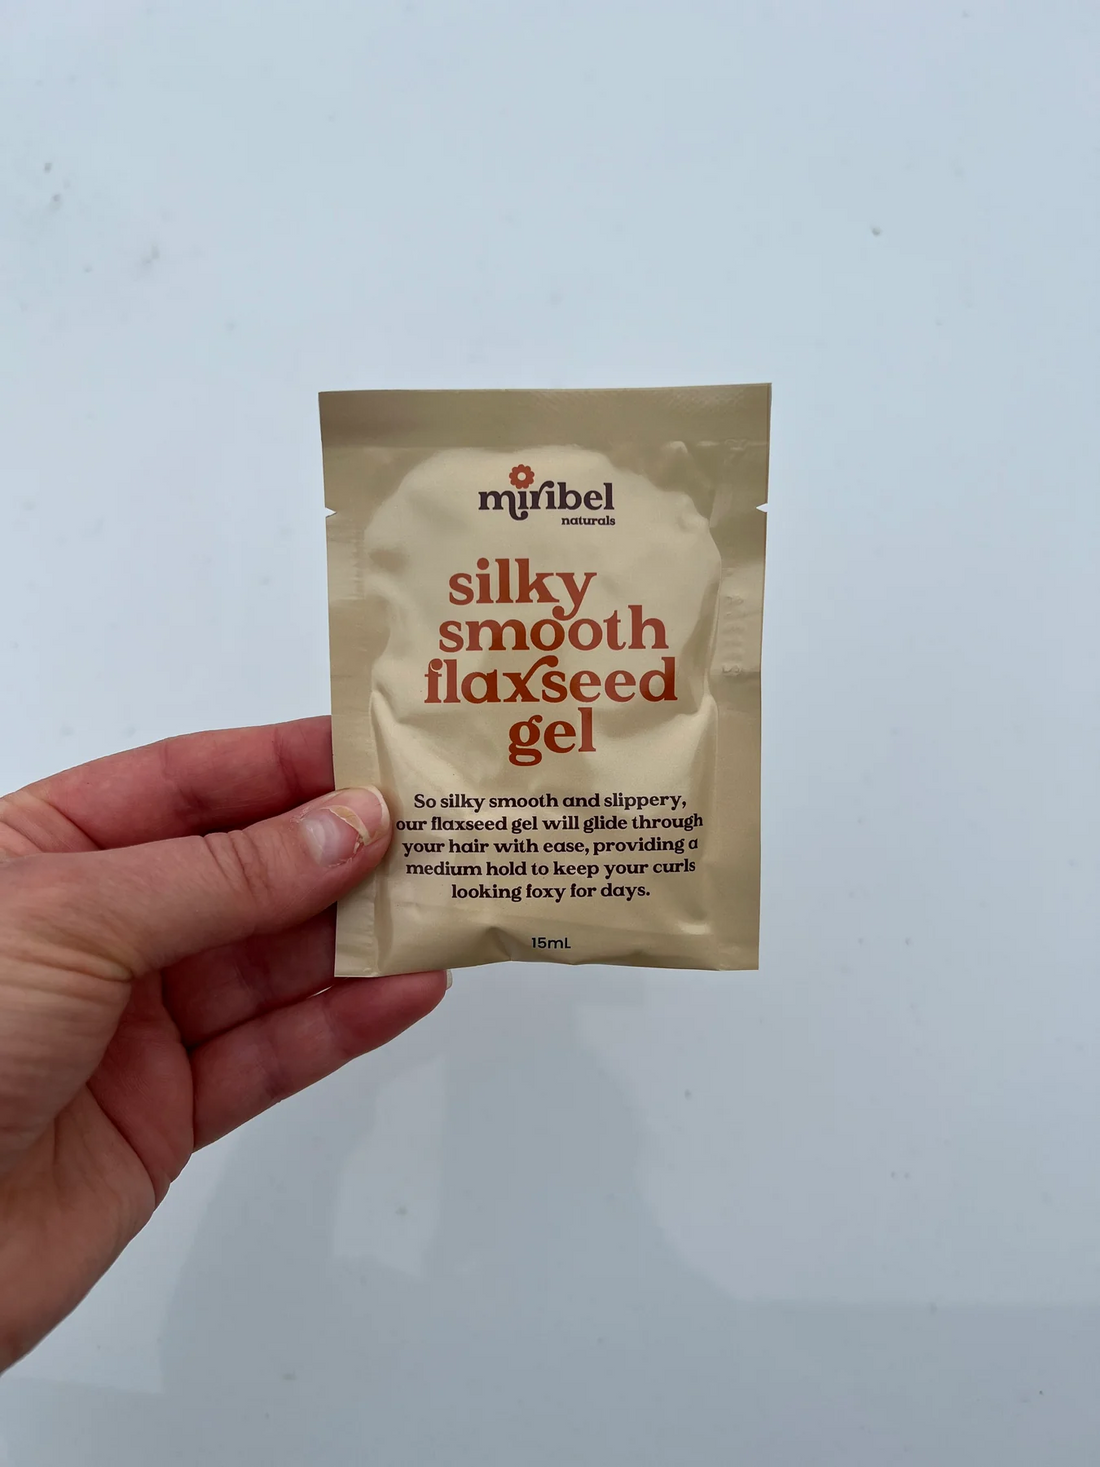 miribel
naturals
silky
smooth
flaxseed
gel
So silky smooth and slippery,
our flaxseed gel will glide through
your hair with ease, providing a
medium hold to keep your curls
looking foxy for days.
15mL